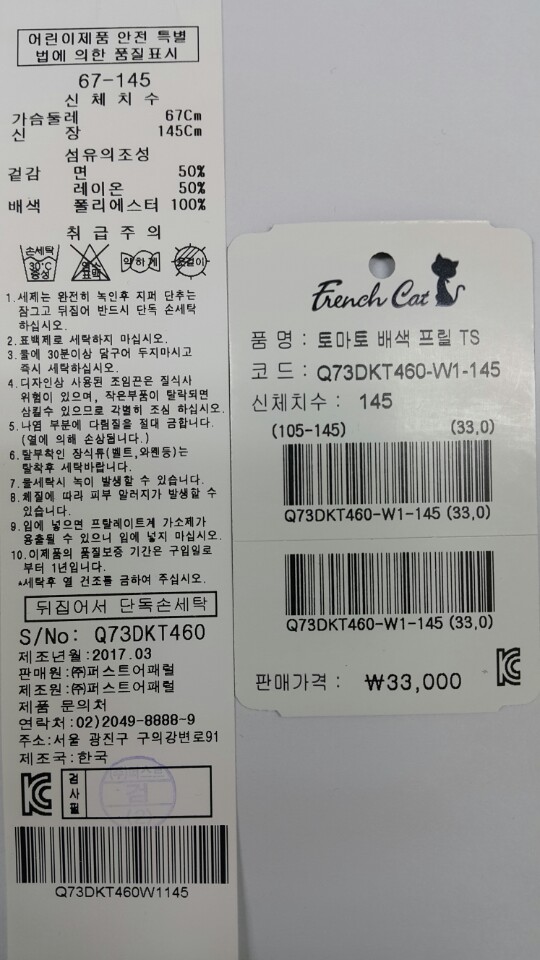 어린이제품 안전 특별
법에 의한 품질표시
67-145
신 체 치 수
가슴둘레 67Cm
신 장 145Cm
섬유의조성
겉감 면 50%
레이온 50%
배색 폴리에스터 100%
취 급 주 의
손세탁
30℃
중성
염소
표백
약하게
옷걸이
1.세제는 완전히 녹인후 지퍼 단추는
잠그고 뒤집어 반드시 단독 손세탁
하십시오.
2.표백제로 세탁하지 마십시오.
3.물에 30분이상 담구어 두지마시고
즉시 세탁하십시오.
4.디자인상 사용된 조임끈은 질식사
위험이 있으며, 작은부품이 탈락되면
삼킬수 있으므로 각별히 조심 하십시오.
5.나염 부분에 다림질을 절대 금합니다.
(열에 의해 손상됩니다.)
6.탈부착인 장식류(벨트,와펜등)는
탈착후 세탁바랍니다.
7.물세탁시 녹이 발생할 수 있습니다.
8.체질에 따라 피부 알러지가 발생할 수
있습니다.
9.입에 넣으면 프탈레이트계 가소제가
용출될 수 있으니 입에 넣지 마십시오.
10.이제품의 품질보증 기간은 구입일로
부터 1년입니다.
▲세탁후 열 건조를 금하여 주십시오.
뒤집어서 단독손세탁
S/No: Q73DKT460
제조년월:2017.03
판매원:㈜퍼스트어패럴
제조원:㈜퍼스트어패럴
제품 문의처
연락처:02)2049-8888~9
주소:서울 광진구 구의강변로91
제조국:한국
검
사
필
검
Q73DKT460W1145
French Cat
품 명 : 토마토 배색 프릴 TS
코 드 : Q73DKT460-W1-145
신체치수 : 145
(105-145) (33,0)
Q73DKT460-W1-145 (33,0)
Q73DKT460-W1-145 (33,0)
판매가격 : ₩33,000